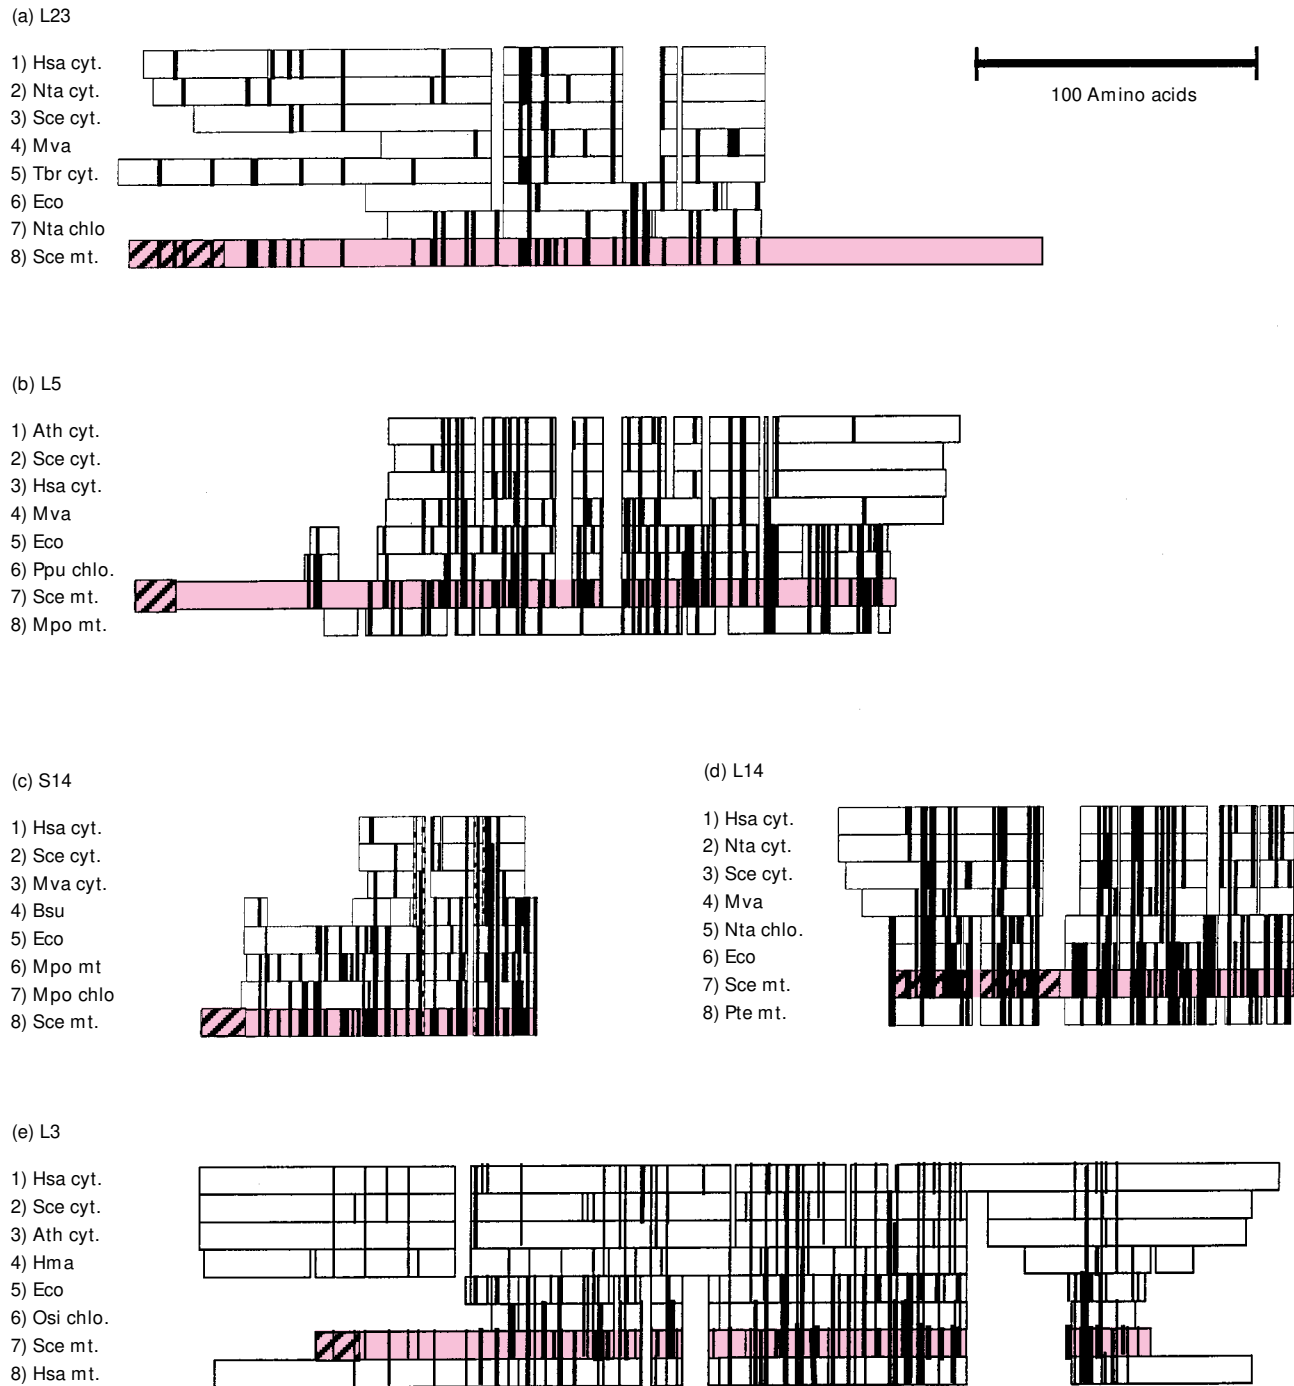 (a) L23
1) Hsa cyt.
2) Nta cyt.
3) Sce cyt.
4) Mva
5) Tbr cyt.
6) Eco
7) Nta chlo
8) Sce mt.
100 Amino acids
(b) L5
1) Ath cyt.
2) Sce cyt.
3) Hsa cyt.
4) Mva
5) Eco
6) Ppu chlo.
7) Sce mt.
8) Mpo mt.
(c) S14
1) Hsa cyt.
2) Sce cyt.
3) Mva cyt.
4) Bsu
5) Eco
6) Mpo mt
7) Mpo chlo
8) Sce mt.
(d) L14
1) Hsa cyt.
2) Nta cyt.
3) Sce cyt.
4) Mva
5) Nta chlo.
6) Eco
7) Sce mt.
8) Pte mt.
(e) L3
1) Hsa cyt.
2) Sce cyt.
3) Ath cyt.
4) Hma
5) Eco
6) Osi chlo.
7) Sce mt.
8) Hsa mt.